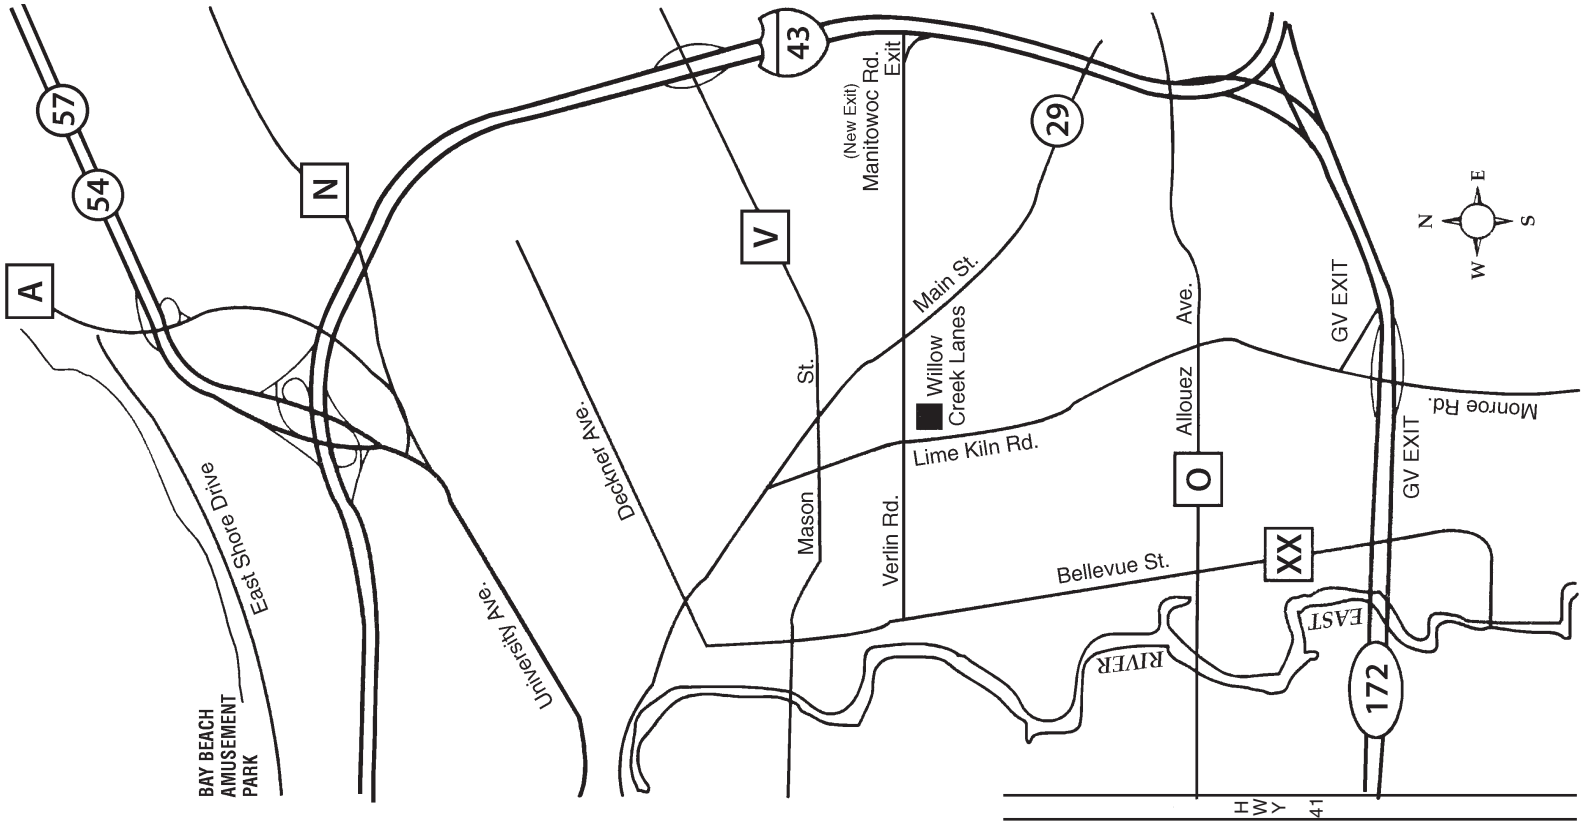 57
54
A
N
43
V
(New Exit)
Manitowoc Rd.
Exit
29
Main St.
Willow
Creek Lanes
Lime Kiln Rd.
Deckner Ave.
Mason
St.
Verlin Rd.
Allouez
Ave.
O
GV EXIT
GV EXIT
Monroe Rd.
Bellevue St.
XX
EAST
RIVER
172
East Shore Drive
University Ave.
BAY BEACH
AMUSEMENT
PARK
HWY
41
N
E
S
W